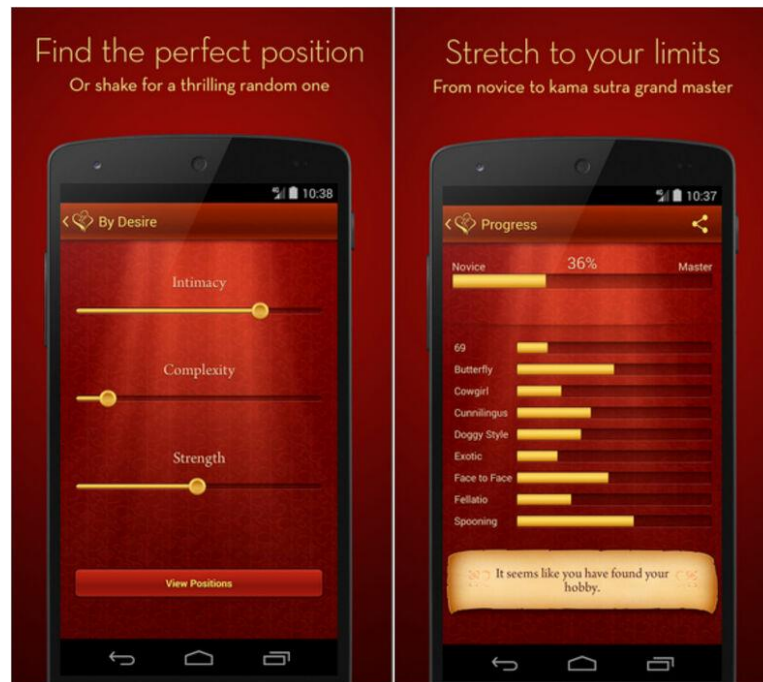 Find the perfect position
Or shake for a thrilling random one
10:38
By Desire
Intimacy
Complexity
Strength
View Positions
Stretch to your limits
From novice to kama sutra grand master
4G 10:37
Progress
Novice 36% Master
69
Butterfly
Cowgirl
Cunnilingus
Doggy Style
Exotic
Face to Face
Fellatio
Spooning
It seems like you have found your
hobby.